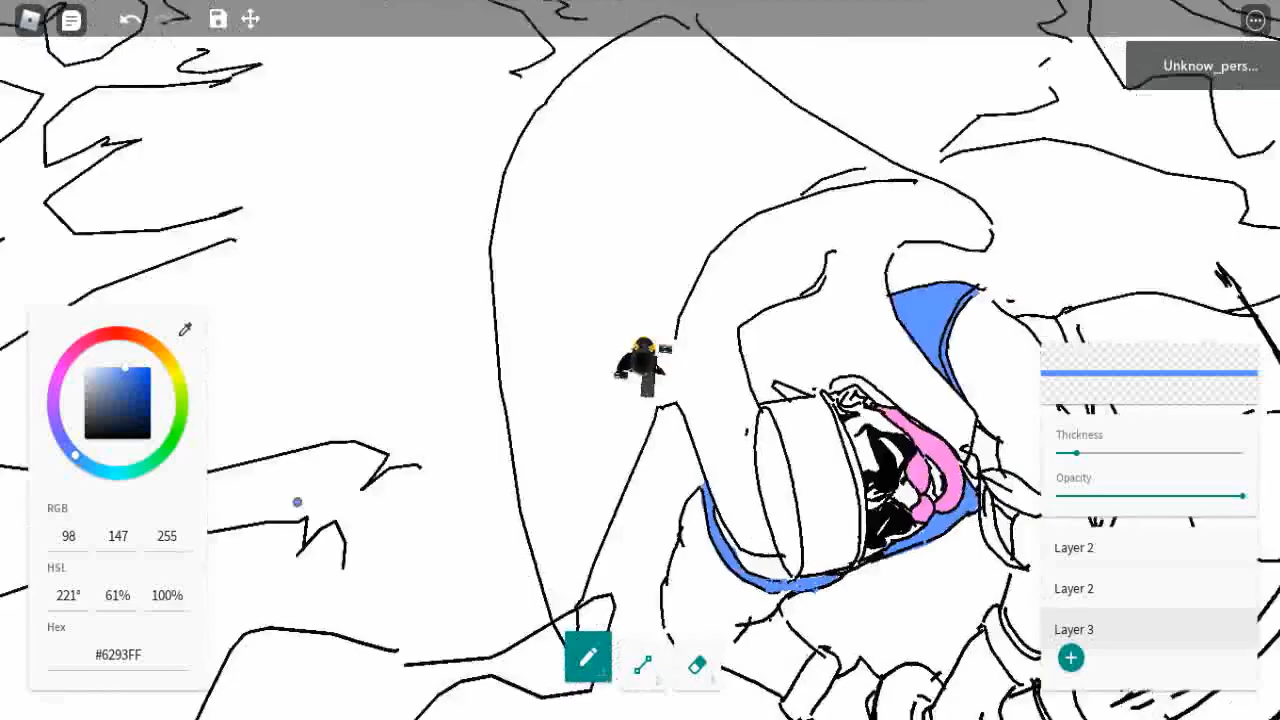 Unknow_pers...
RGB
98 147 255
HSL
221° 61% 100%
Hex
#6293FF
Thickness
Opacity
Layer 2
Layer 2
Layer 3